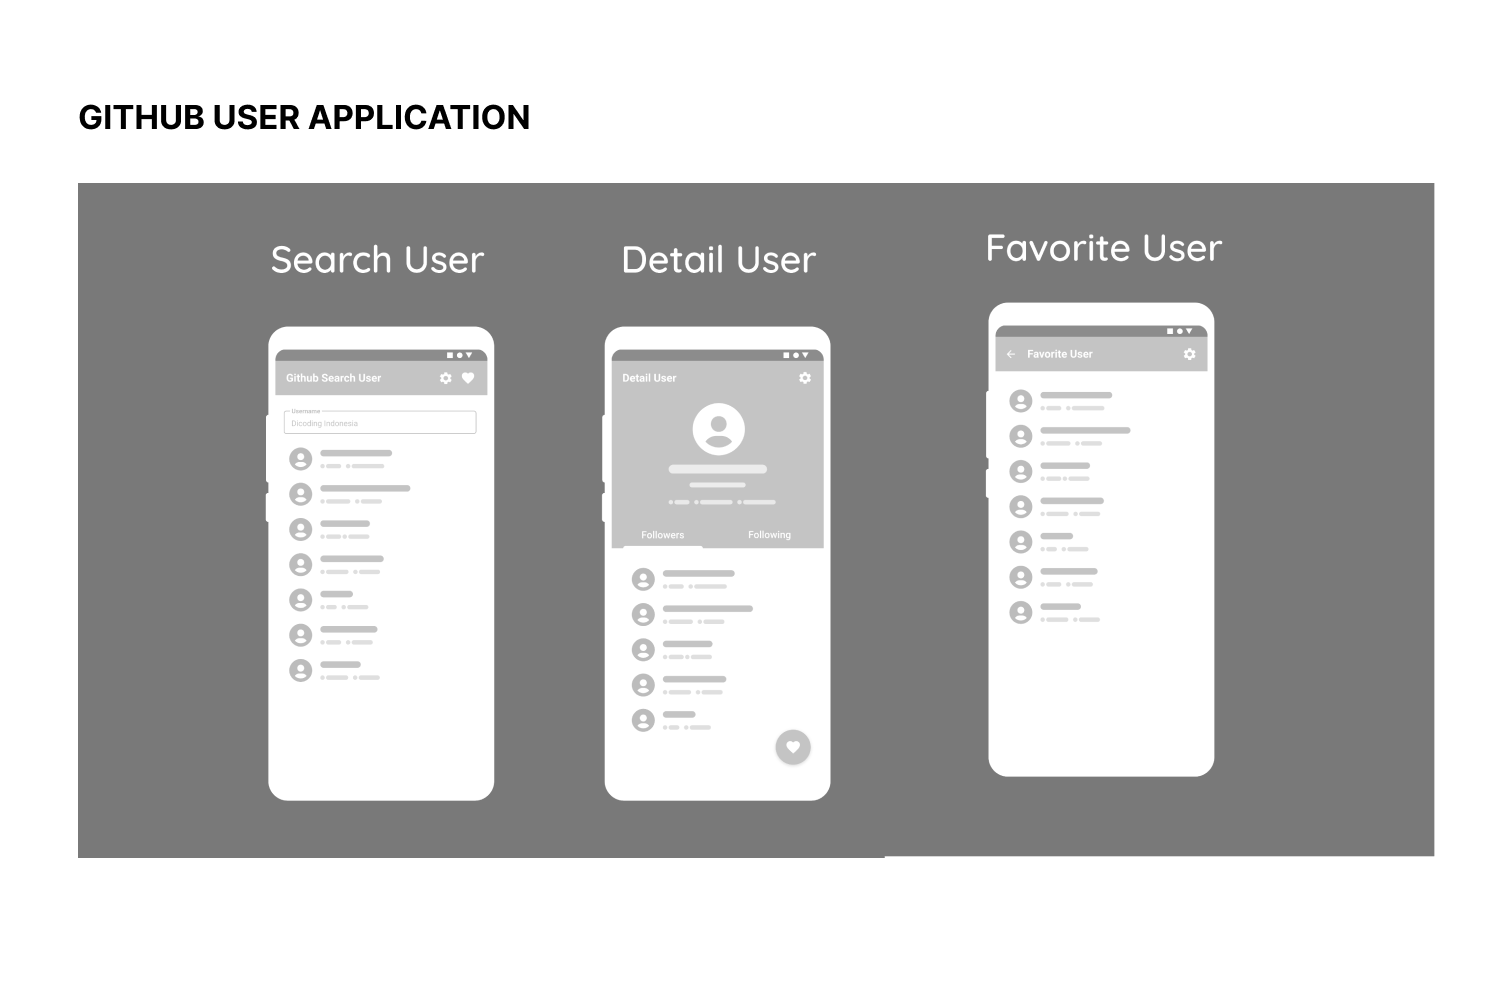 GITHUB USER APPLICATION
Search User
Detail User
Favorite User
Github Search User
Username
Dicoding Indonesia
Detail User
Followers
Following
Favorite User